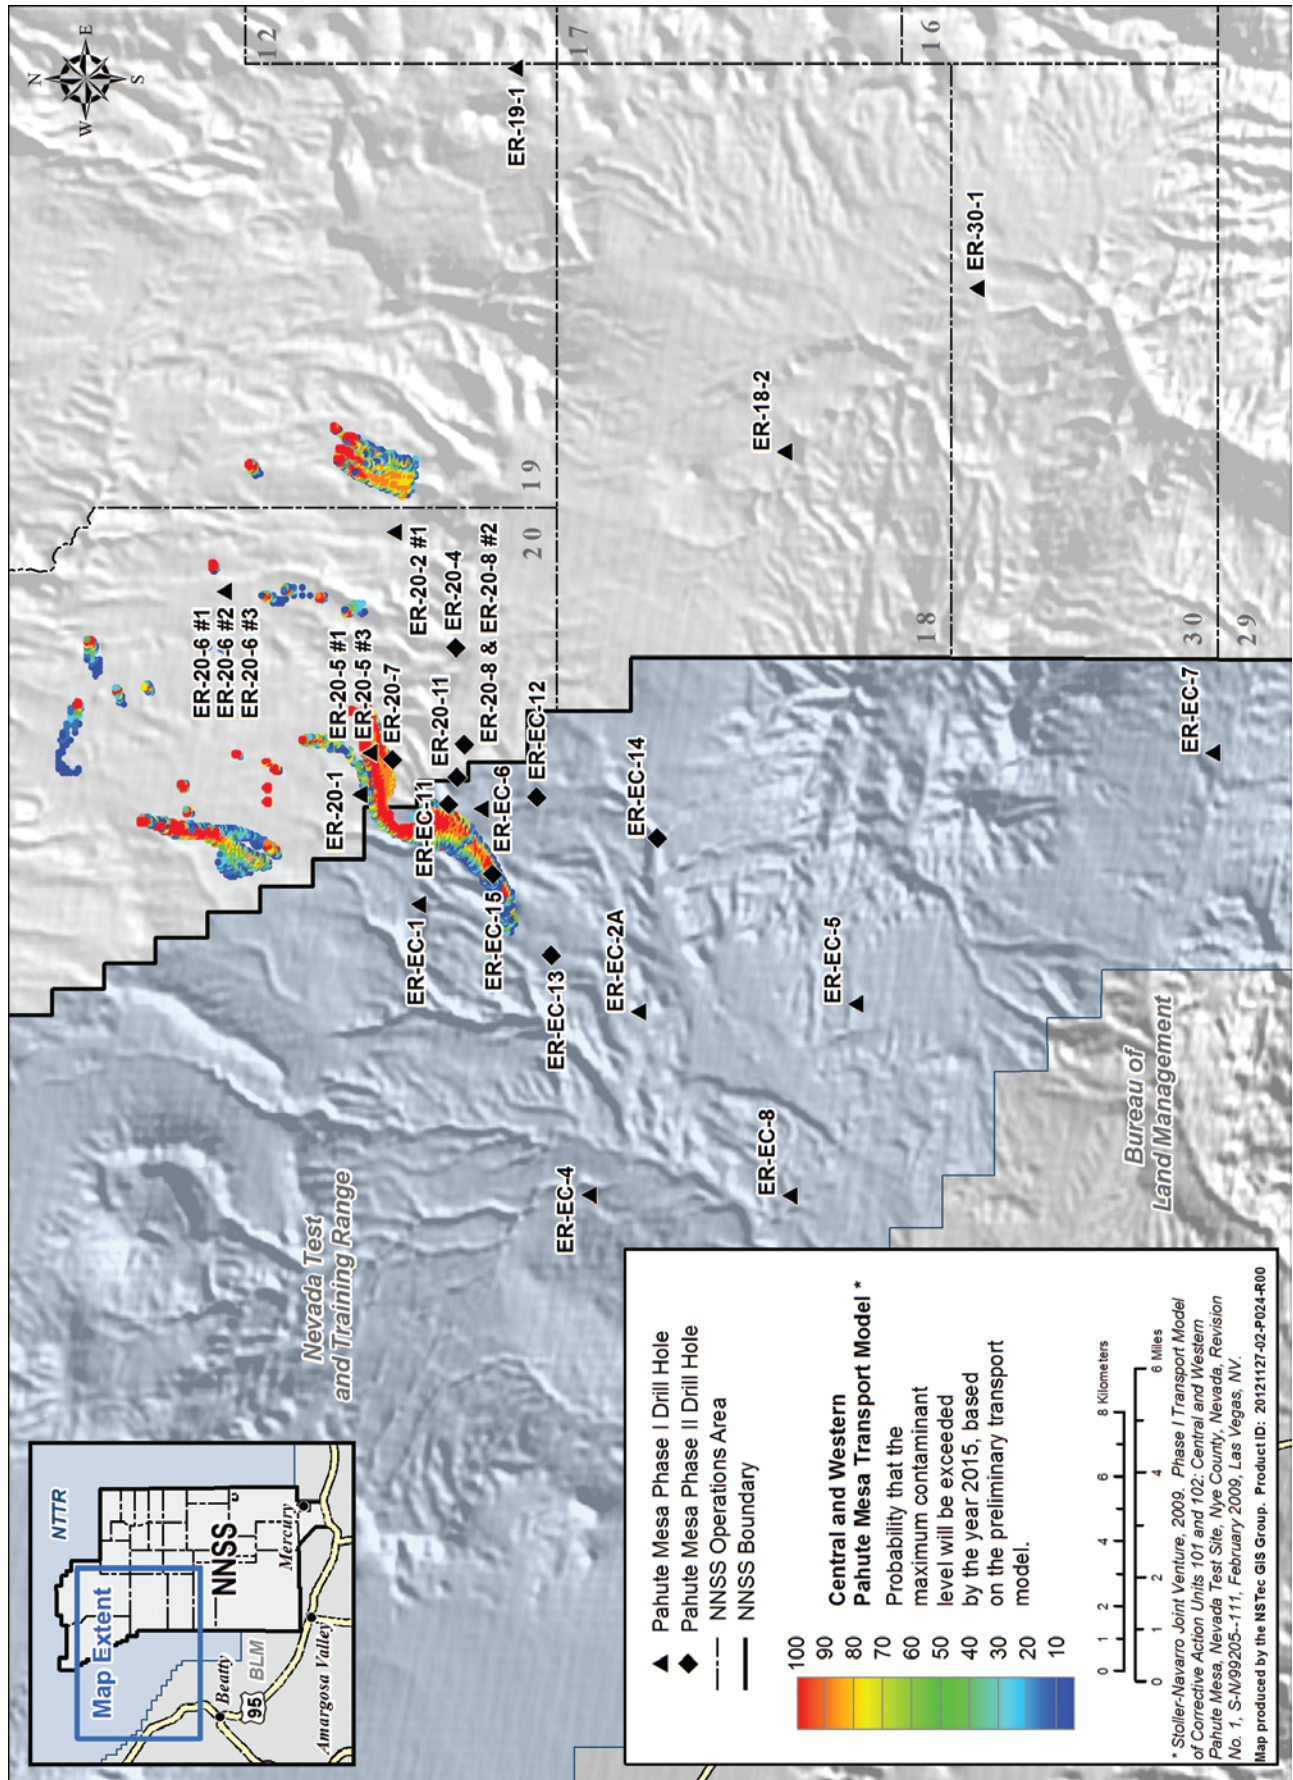 N
W
E
S
12
17
16
19
20
18
30
29
ER-19-1
ER-30-1
ER-18-2
ER-20-6 #1
ER-20-6 #2
ER-20-6 #3
ER-20-5 #1
ER-20-5 #3
ER-20-7
ER-20-1
ER-20-2 #1
ER-20-4
ER-20-8 & ER-20-8 #2
ER-20-11
ER-EC-12
ER-EC-11
ER-EC-6
ER-EC-14
ER-EC-1
ER-EC-15
ER-EC-13
ER-EC-2A
ER-EC-5
ER-EC-7
ER-EC-4
ER-EC-8
Nevada Test
and Training Range
Bureau of
Land Management
NTTR
Map Extent
NNSS
Mercury
Beatty
BLM
95
Amargosa Valley
Pahute Mesa Phase I Drill Hole
Pahute Mesa Phase II Drill Hole
NNSS Operations Area
NNSS Boundary
Central and Western
Pahute Mesa Transport Model *
Probability that the
maximum contaminant
level will be exceeded
by the year 2015, based
on the preliminary transport
model.
100
90
80
70
60
50
40
30
20
10
0 1 2 4 6 8 Kilometers
0 1 2 4 6 Miles
* Stoller-Navarro Joint Venture, 2009. Phase I Transport Model
of Corrective Action Units 101 and 102: Central and Western
Pahute Mesa, Nevada Test Site, Nye County, Nevada, Revision
No. 1, S-N/99205--111, February 2009, Las Vegas, NV.
Map produced by the NSTec GIS Group. Product ID: 20121127-02-P024-R00